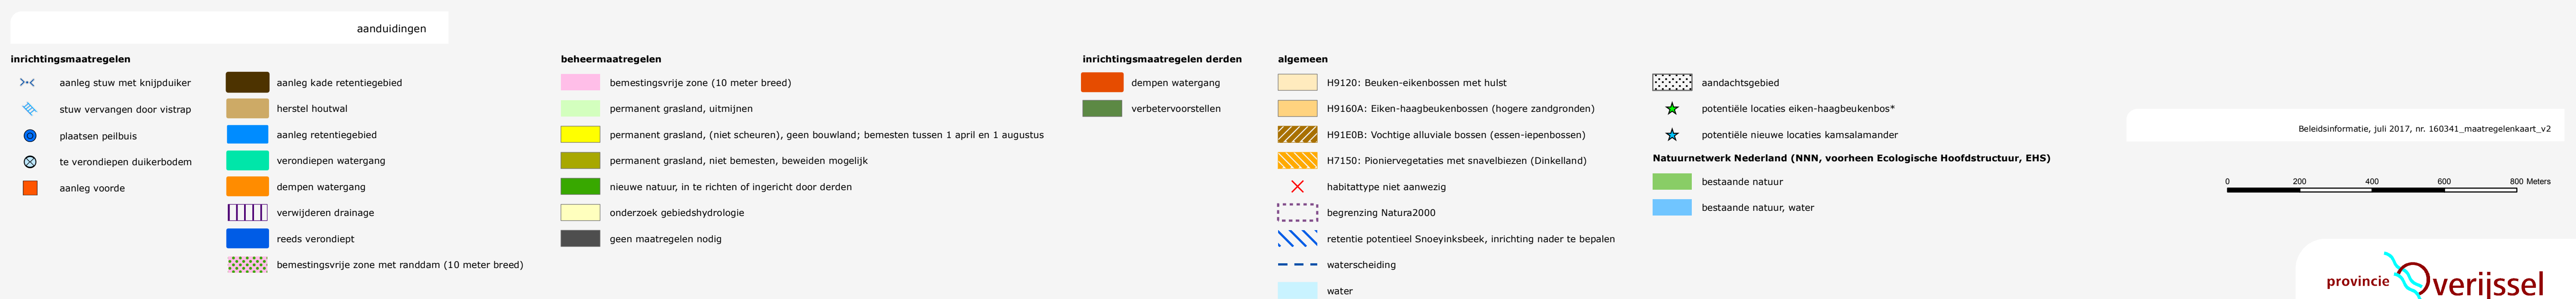 aanduidingen
inrichtingsmaatregelen
aanleg stuw met knijpduiker
stuw vervangen door vistrap
plaatsen peilbuis
te verondiepen duikerbodem
aanleg voorde
aanleg kade retentiegebied
herstel houtwal
aanleg retentiegebied
verondiepen watergang
dempen watergang
verwijderen drainage
reeds verondiept
bemestingsvrije zone met randdam (10 meter breed)
beheermaatregelen
bemestingsvrije zone (10 meter breed)
permanent grasland, uitmijnen
permanent grasland, (niet scheuren), geen bouwland; bemesten tussen 1 april en 1 augustus
permanent grasland, niet bemesten, beweiden mogelijk
nieuwe natuur, in te richten of ingericht door derden
onderzoek gebiedshydrologie
geen maatregelen nodig
inrichtingsmaatregelen derden
dempen watergang
verbetervoorstellen
algemeen
H9120: Beuken-eikenbossen met hulst
H9160A: Eiken-haagbeukenbossen (hogere zandgronden)
H91E0B: Vochtige alluviale bossen (essen-iepenbossen)
H7150: Pioniervegetaties met snavelbiezen (Dinkelland)
habitattype niet aanwezig
begrenzing Natura2000
retentie potentieel Snoeyinksbeek, inrichting nader te bepalen
waterscheiding
water
aandachtsgebied
potentiële locaties eiken-haagbeukenbos*
potentiële nieuwe locaties kamsalamander
Natuurnetwerk Nederland (NNN, voorheen Ecologische Hoofdstructuur, EHS)
bestaande natuur
bestaande natuur, water
Beleidsinformatie, juli 2017, nr. 160341_maatregelenkaart_v2
0 200 400 600 800 Meters
provincie Overijssel